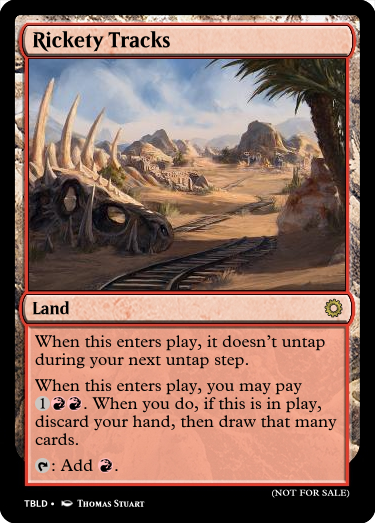 Rickety Tracks
Land
When this enters play, it doesn't untap
during your next untap step.
When this enters play, you may pay
1RR. When you do, if this is in play,
discard your hand, then draw that many
cards.
: Add R.
(NOT FOR SALE)
TBLD • Thomas Stuart